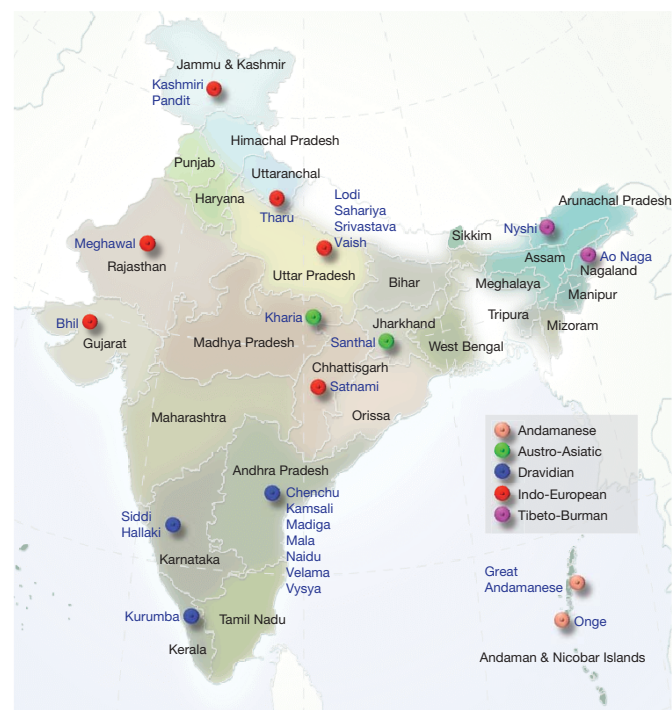 Jammu & Kashmir
Kashmiri
Pandit
Himachal Pradesh
Punjab
Uttaranchal
Haryana
Tharu
Lodi
Sahariya
Srivastava
Vaish
Arunachal Pradesh
Nyshi
Sikkim
Meghawal
Rajasthan
Uttar Pradesh
Bihar
Assam
Ao Naga
Nagaland
Meghalaya
Manipur
Bhil
Gujarat
Kharia
Jharkhand
Tripura
Mizoram
Madhya Pradesh
Santhal
West Bengal
Chhattisgarh
Satnami
Maharashtra
Orissa
Andamanese
Austro-Asiatic
Dravidian
Indo-European
Tibeto-Burman
Andhra Pradesh
Chenchu
Kamsali
Madiga
Mala
Naidu
Velama
Vysya
Siddi
Hallaki
Karnataka
Great
Andamanese
Kurumba
Tamil Nadu
Onge
Kerala
Andaman & Nicobar Islands